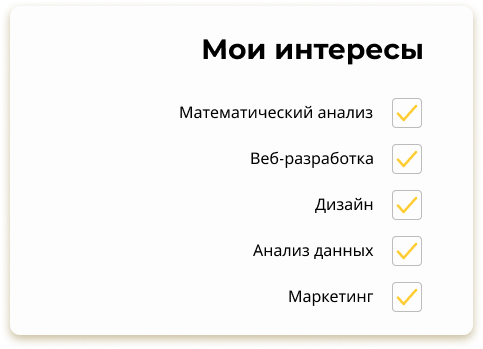 Мои интересы
Математический анализ
Веб-разработка
Дизайн
Анализ данных
Маркетинг